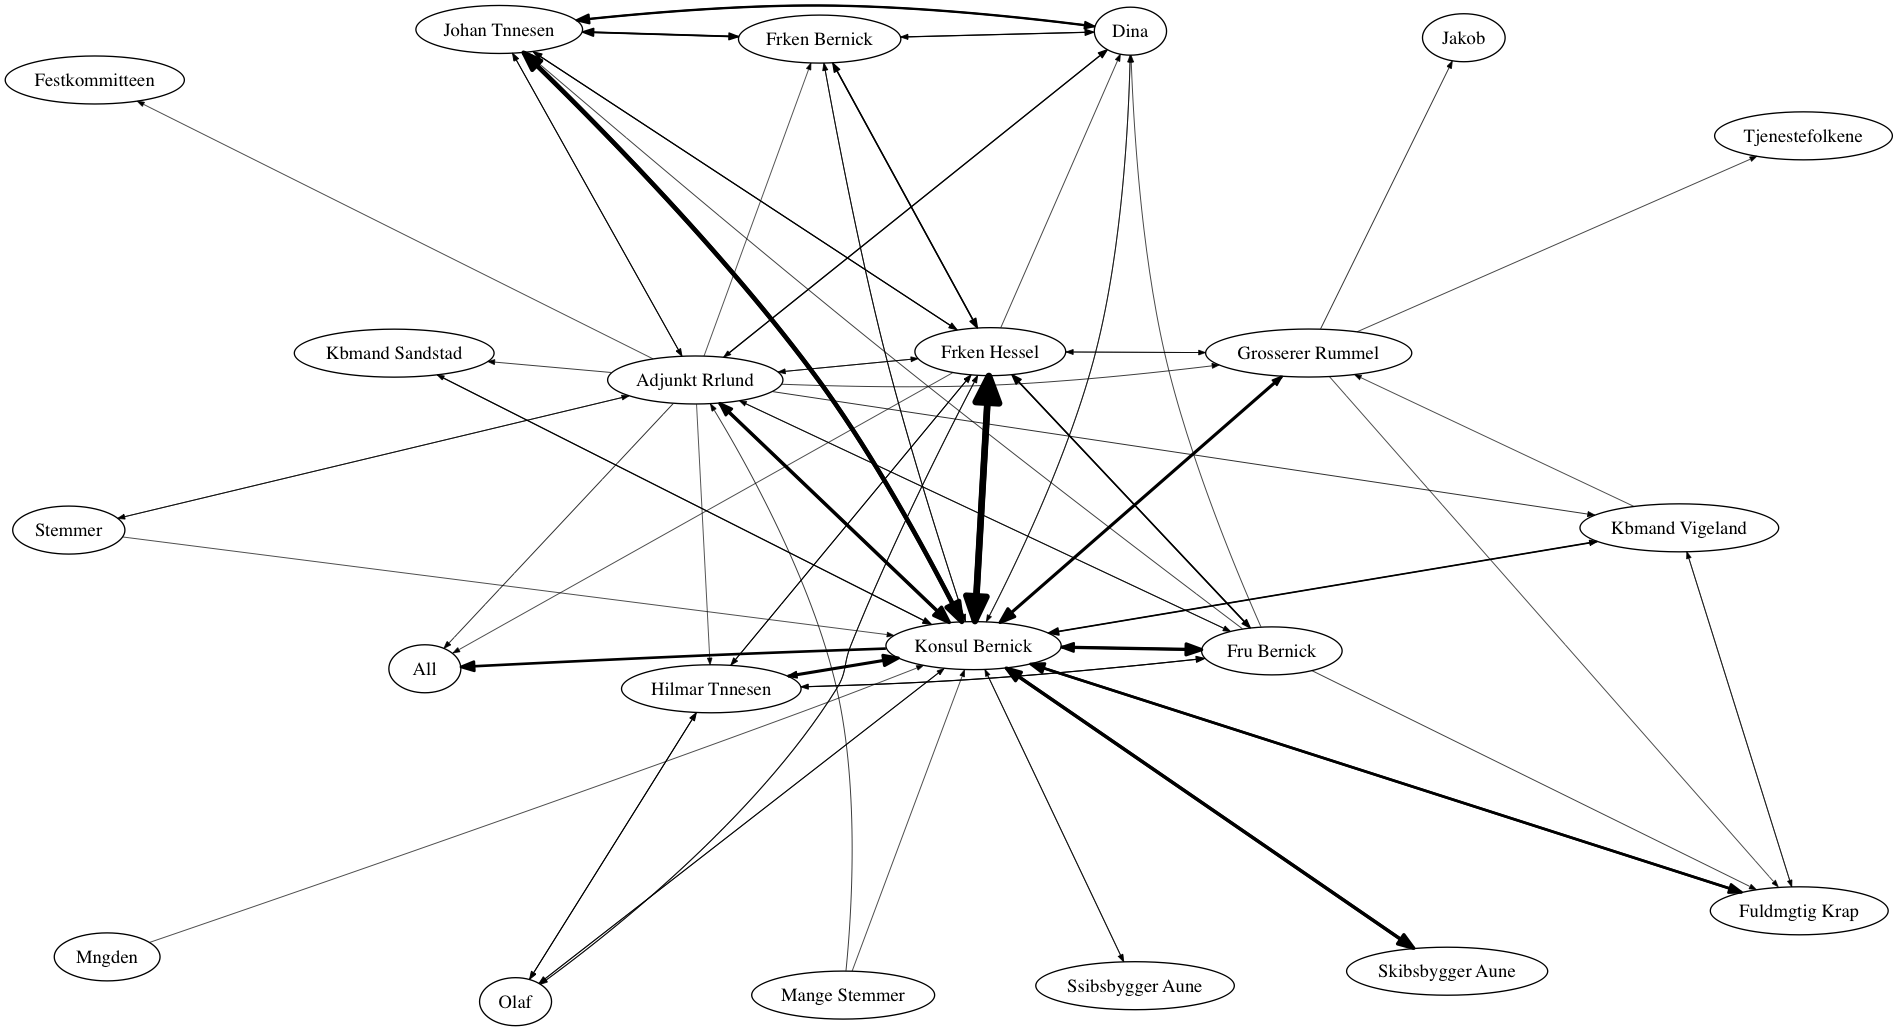 Johan Tnnesen
Frken Bernick
Dina
Jakob
Festkommitteen
Tjenestefolkene
Kbmand Sandstad
Adjunkt Rrlund
Frken Hessel
Grosserer Rummel
Stemmer
Kbmand Vigeland
All
Hilmar Tnnesen
Konsul Bernick
Fru Bernick
Fuldmgtig Krap
Mngden
Olaf
Mange Stemmer
Ssibsbygger Aune
Skibsbygger Aune